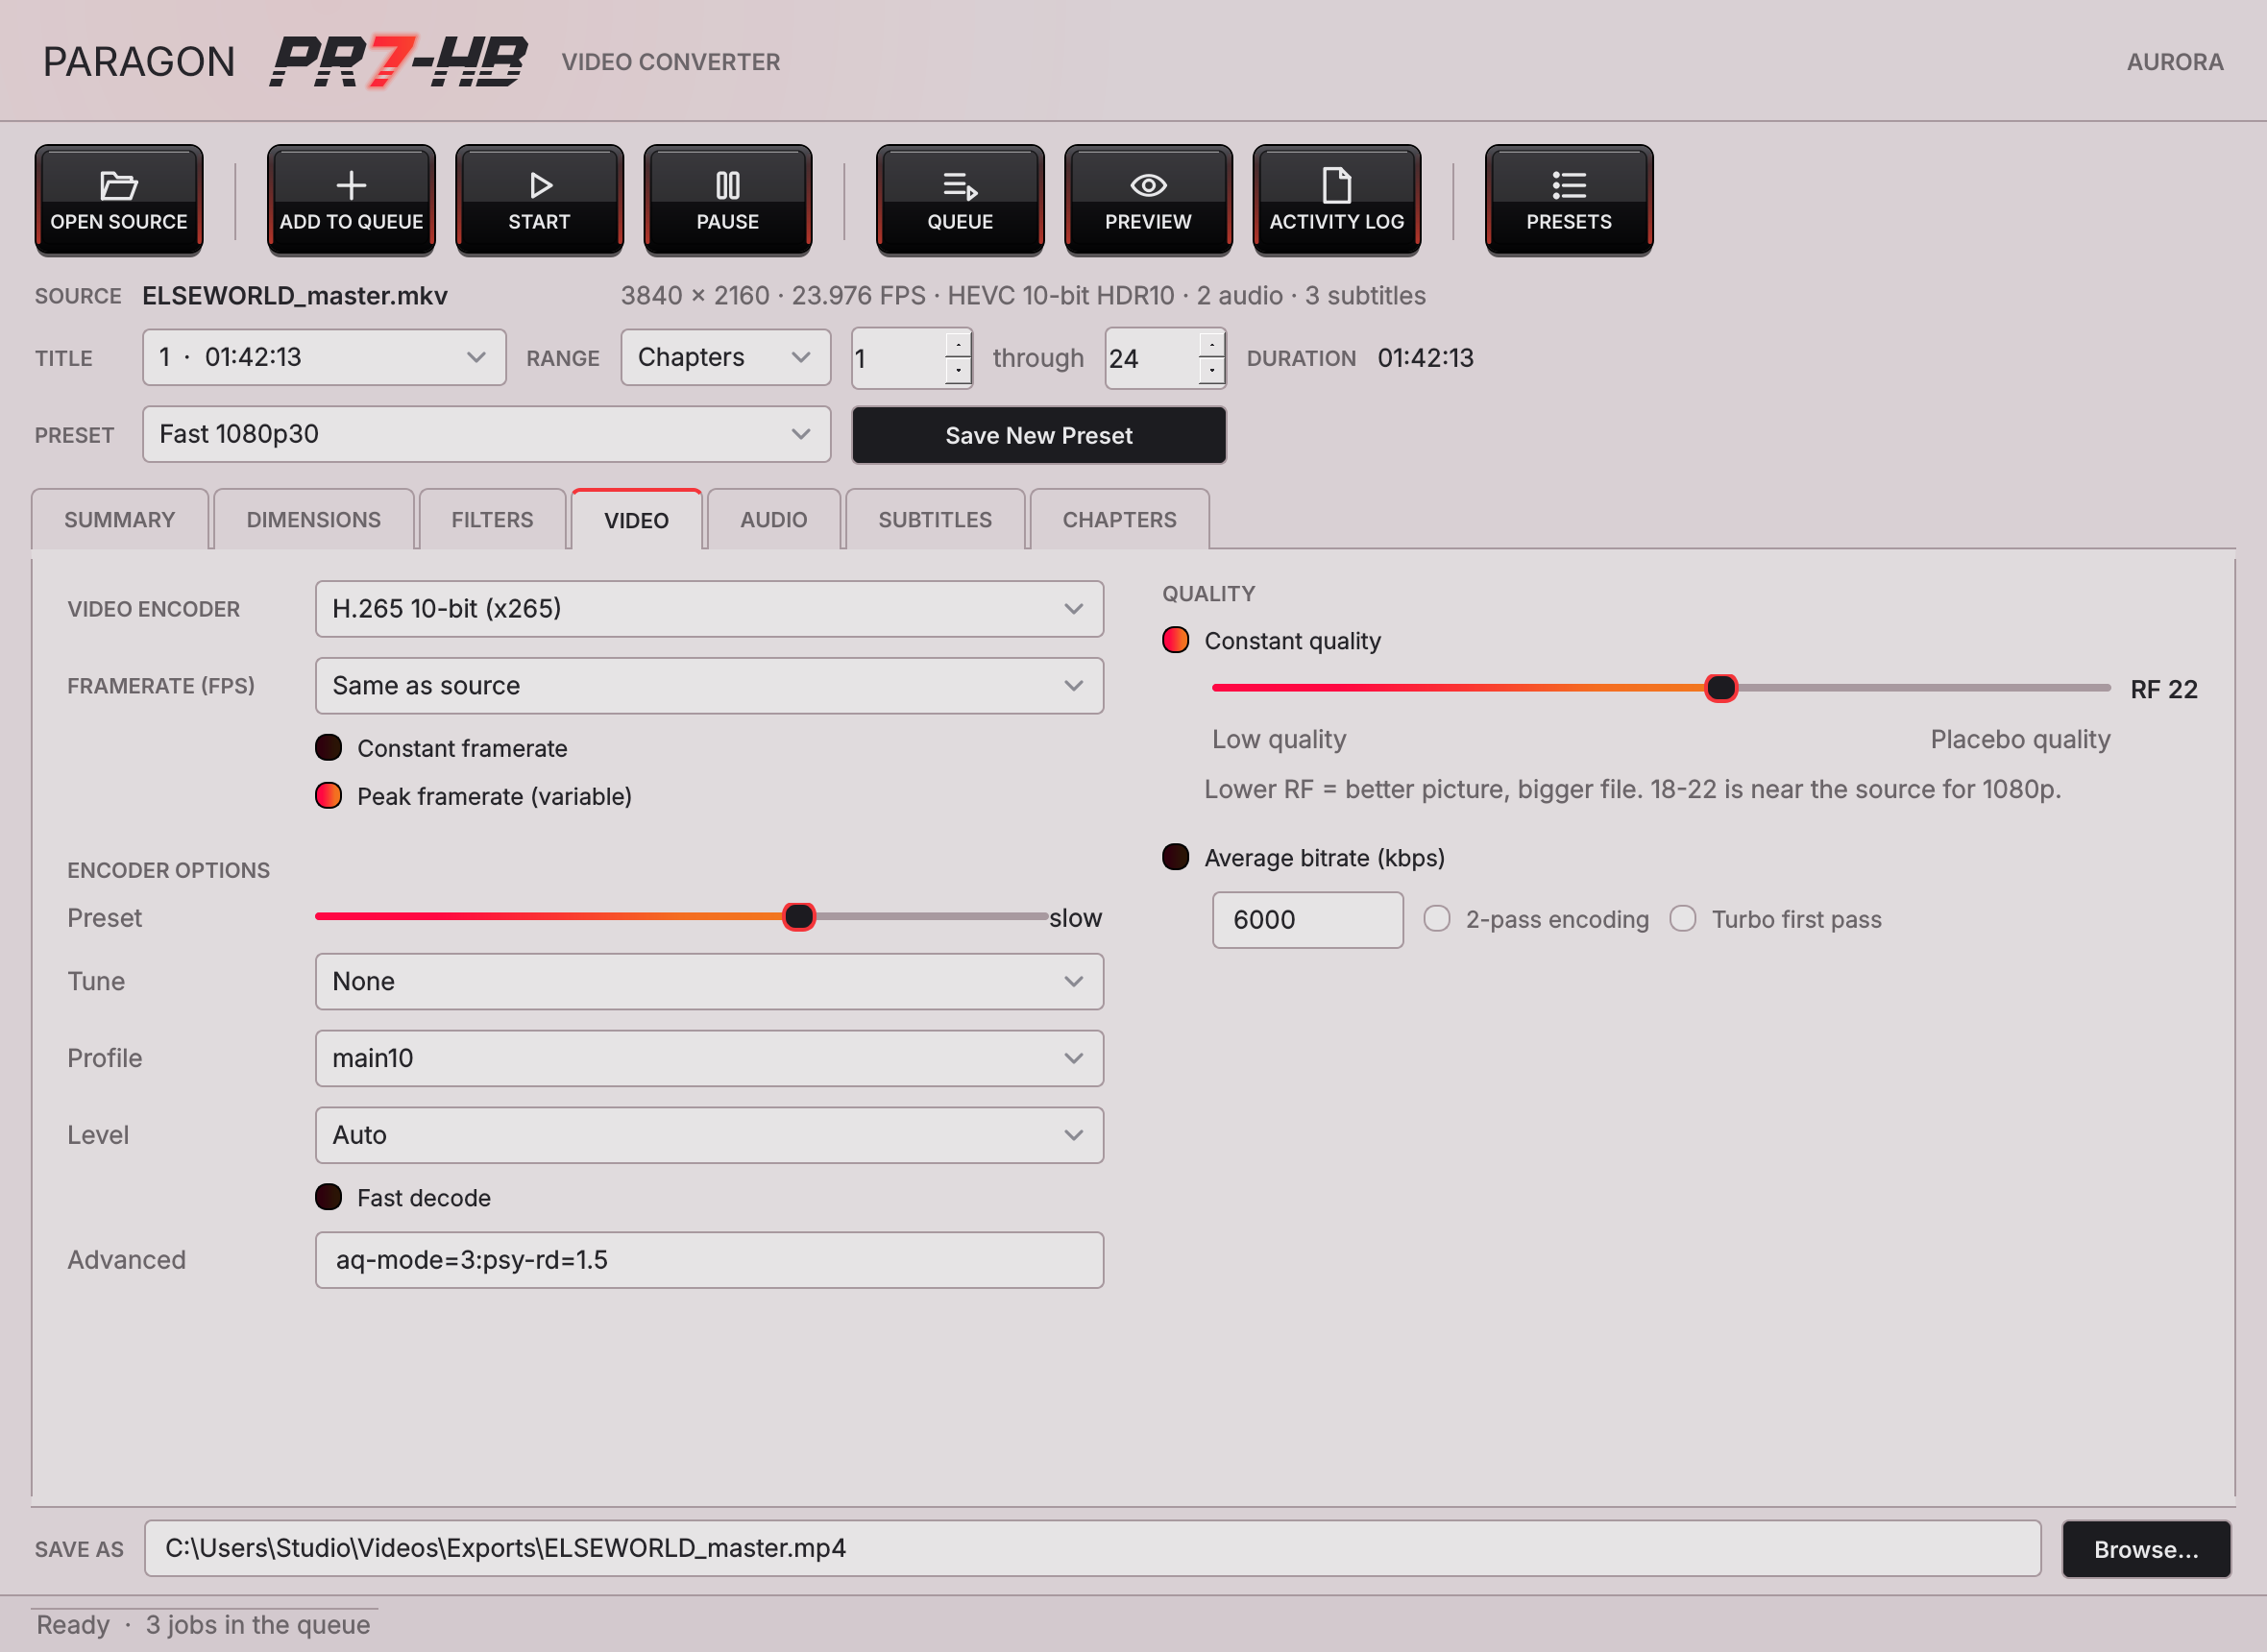 PARAGON PR7-HB VIDEO CONVERTER AURORA
OPEN SOURCE ADD TO QUEUE START PAUSE QUEUE PREVIEW ACTIVITY LOG PRESETS
SOURCE ELSEWORLD_master.mkv 3840 × 2160 · 23.976 FPS · HEVC 10-bit HDR10 · 2 audio · 3 subtitles
TITLE 1 · 01:42:13 RANGE Chapters 1 through 24 DURATION 01:42:13
PRESET Fast 1080p30 Save New Preset
SUMMARY DIMENSIONS FILTERS VIDEO AUDIO SUBTITLES CHAPTERS
VIDEO ENCODER H.265 10-bit (x265)
FRAMERATE (FPS) Same as source
Constant framerate
Peak framerate (variable)
ENCODER OPTIONS
Preset slow
Tune None
Profile main10
Level Auto
Fast decode
Advanced aq-mode=3:psy-rd=1.5
QUALITY
Constant quality
RF 22
Low quality Placebo quality
Lower RF = better picture, bigger file. 18-22 is near the source for 1080p.
Average bitrate (kbps)
6000 2-pass encoding Turbo first pass
SAVE AS C:\Users\Studio\Videos\Exports\ELSEWORLD_master.mp4 Browse...
Ready · 3 jobs in the queue